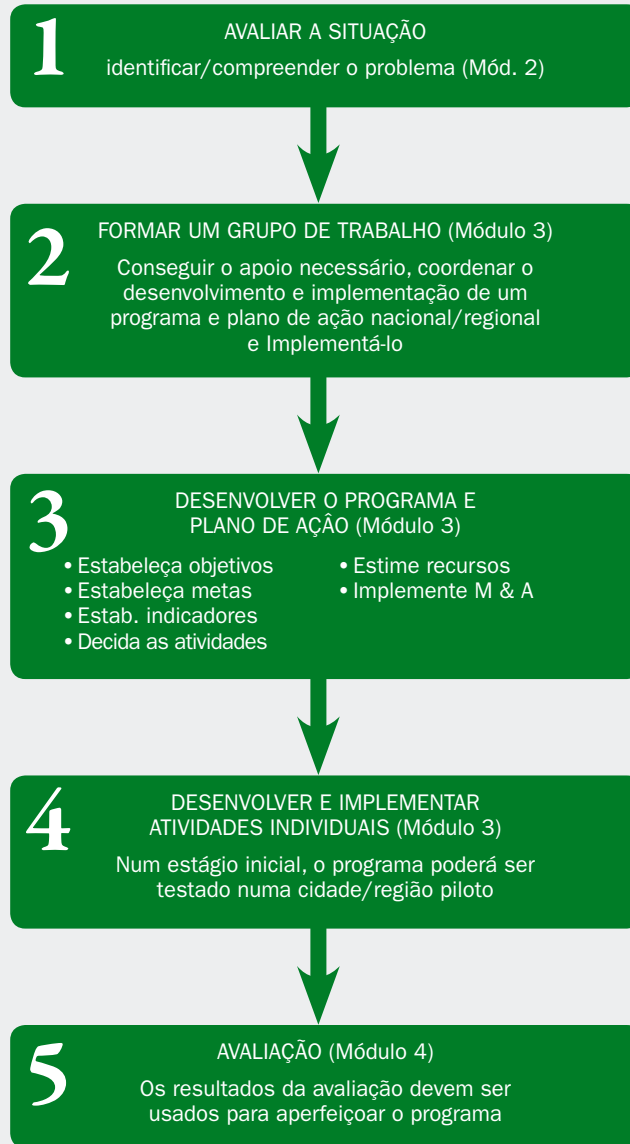 1
AVALIAR A SITUAÇÃO
identificar/compreender o problema (Mód. 2)
2
FORMAR UM GRUPO DE TRABALHO (Módulo 3)
Conseguir o apoio necessário, coordenar o
desenvolvimento e implementação de um
programa e plano de ação nacional/regional
e Implementá-lo
3
DESENVOLVER O PROGRAMA E
PLANO DE AÇÂO (Módulo 3)
• Estabeleça objetivos
• Estabeleça metas
• Estab. indicadores
• Decida as atividades
• Estime recursos
• Implemente M & A
4
DESENVOLVER E IMPLEMENTAR
ATIVIDADES INDIVIDUAIS (Módulo 3)
Num estágio inicial, o programa poderá ser
testado numa cidade/região piloto
5
AVALIAÇÃO (Módulo 4)
Os resultados da avaliação devem ser
usados para aperfeiçoar o programa